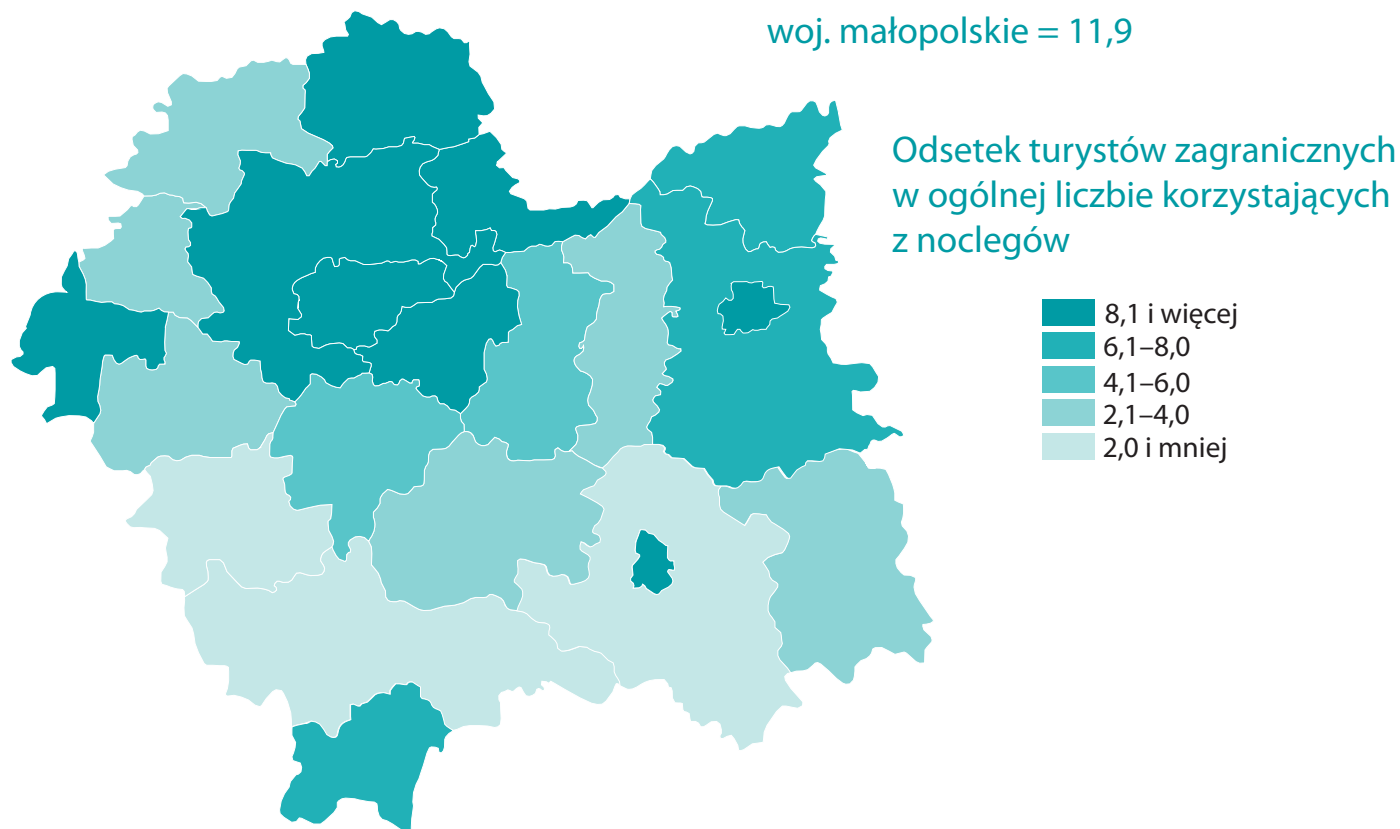 woj. małopolskie = 11,9
Odsetek turystów zagranicznych
w ogólnej liczbie korzystających
z noclegów
8,1 i więcej
6,1–8,0
4,1–6,0
2,1–4,0
2,0 i mniej